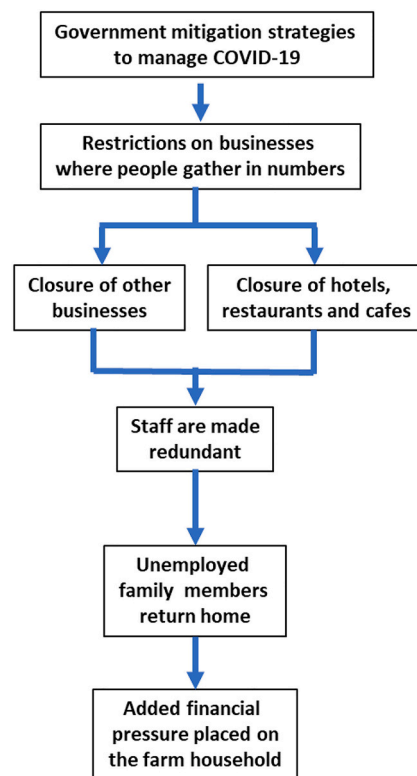 Government mitigation strategies
to manage COVID-19
Restrictions on businesses
where people gather in numbers
Closure of other
businesses
Closure of hotels,
restaurants and cafes
Staff are made
redundant
Unemployed
family members
return home
Added financial
pressure placed on
the farm household